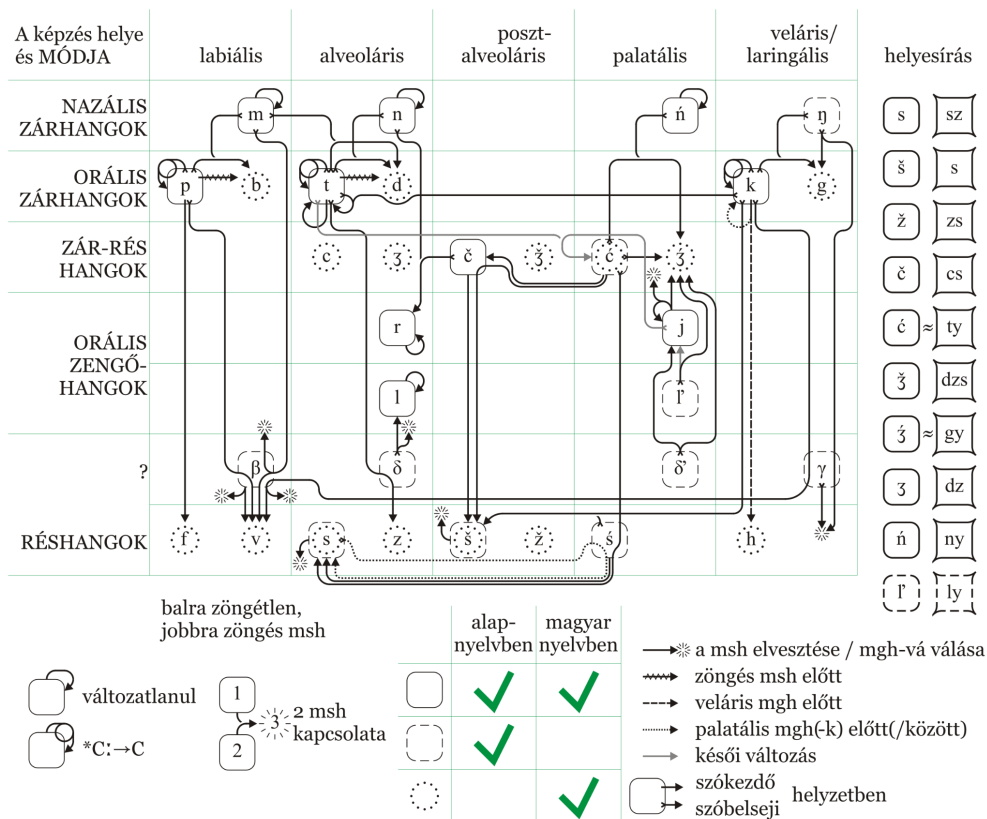 A képzés helye
és MÓDJA
labiális
alveoláris
poszt-
alveoláris
palatális
veláris/
laringális
helyesírás
NAZÁLIS
ZÁRHANGOK
m
n
ń
ŋ
s
sz
ORÁLIS
ZÁRHANGOK
p
b
t
d
k
g
š
s
ž
zs
ZÁR-RÉS
HANGOK
c
ʒ
č
ǯ
ć
ʒ́
č
cs
ORÁLIS
ZENGŐ-
HANGOK
r
j
ć ≈ ty
l
l’
ǯ
dzs
ʒ́ ≈ gy
?
β
δ
δ’
γ
ʒ
dz
RÉSHANGOK
f
v
s
z
š
ž
ś
h
ń
ny
l’
ly
balra zöngétlen,
jobbra zöngés msh
változatlanul
*C:→C
1
2
3
2 msh
kapcsolata
alap-
nyelvben
magyar
nyelvben
a msh elvesztése / mgh-vá válása
zöngés msh előtt
veláris mgh előtt
palatális mgh(-k) előtt(/között)
késői változás
szókezdő
szóbelseji
helyzetben